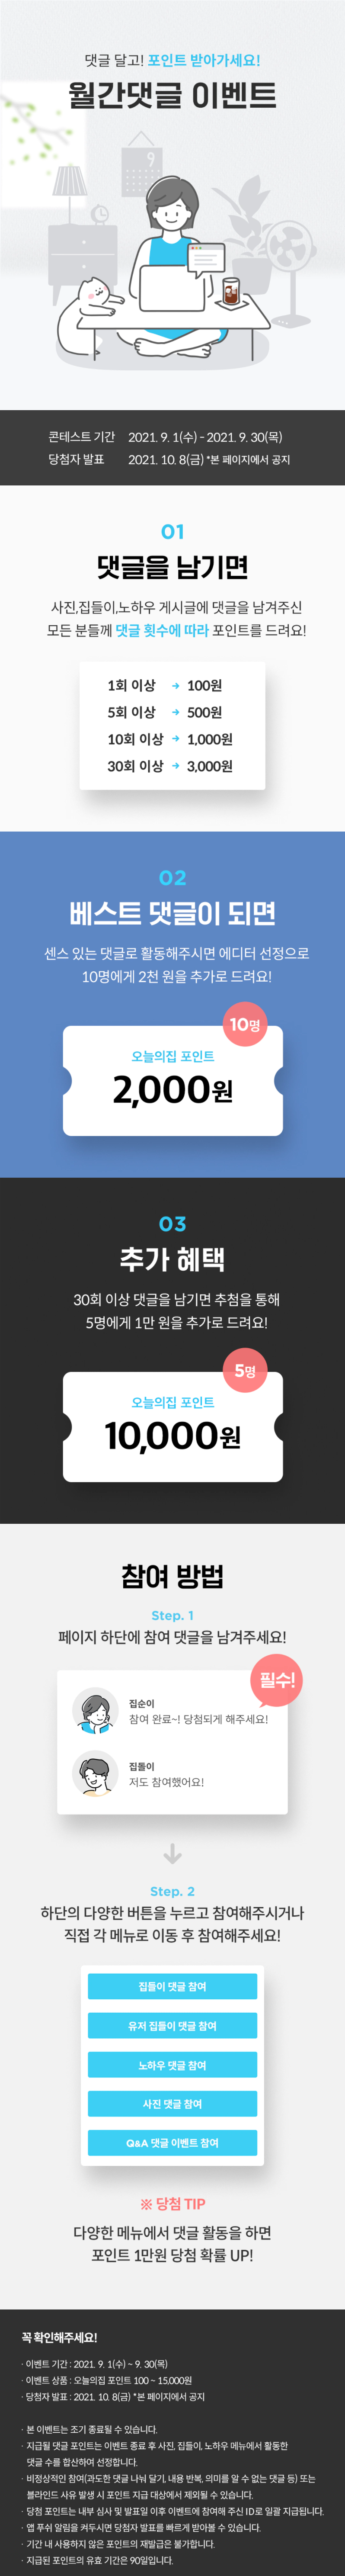 댓글 달고! 포인트 받아가세요!
월간댓글 이벤트
9
콘테스트 기간 2021. 9. 1(수) - 2021. 9. 30(목)
당첨자 발표 2021. 10. 8(금) *본 페이지에서 공지
01
댓글을 남기면
사진,집들이,노하우 게시글에 댓글을 남겨주신
모든 분들께 댓글 횟수에 따라 포인트를 드려요!
1회 이상 → 100원
5회 이상 → 500원
10회 이상 → 1,000원
30회 이상 → 3,000원
02
베스트 댓글이 되면
센스 있는 댓글로 활동해주시면 에디터 선정으로
10명에게 2천 원을 추가로 드려요!
10명
오늘의집 포인트
2,000원
03
추가 혜택
30회 이상 댓글을 남기면 추첨을 통해
5명에게 1만 원을 추가로 드려요!
5명
오늘의집 포인트
10,000원
참여 방법
Step. 1
페이지 하단에 참여 댓글을 남겨주세요!
필수!
집순이
참여 완료~! 당첨되게 해주세요!
집돌이
저도 참여했어요!
Step. 2
하단의 다양한 버튼을 누르고 참여해주시거나
직접 각 메뉴로 이동 후 참여해주세요!
집들이 댓글 참여
유저 집들이 댓글 참여
노하우 댓글 참여
사진 댓글 참여
Q&A 댓글 이벤트 참여
※ 당첨 TIP
다양한 메뉴에서 댓글 활동을 하면
포인트 1만원 당첨 확률 UP!
꼭 확인해주세요!
· 이벤트 기간 : 2021. 9. 1(수) ~ 9. 30(목)
· 이벤트 상품 : 오늘의집 포인트 100 ~ 15,000원
· 당첨자 발표 : 2021. 10. 8(금) *본 페이지에서 공지
· 본 이벤트는 조기 종료될 수 있습니다.
· 지급될 댓글 포인트는 이벤트 종료 후 사진, 집들이, 노하우 메뉴에서 활동한
댓글 수를 합산하여 선정합니다.
· 비정상적인 참여(과도한 댓글 나눠 달기, 내용 반복, 의미를 알 수 없는 댓글 등) 또는
블라인드 사유 발생 시 포인트 지급 대상에서 제외될 수 있습니다.
· 당첨 포인트는 내부 심사 및 발표일 이후 이벤트에 참여해 주신 ID로 일괄 지급됩니다.
· 앱 푸쉬 알림을 켜두시면 당첨자 발표를 빠르게 받아볼 수 있습니다.
· 기간 내 사용하지 않은 포인트의 재발급은 불가합니다.
· 지급된 포인트의 유효 기간은 90일입니다.